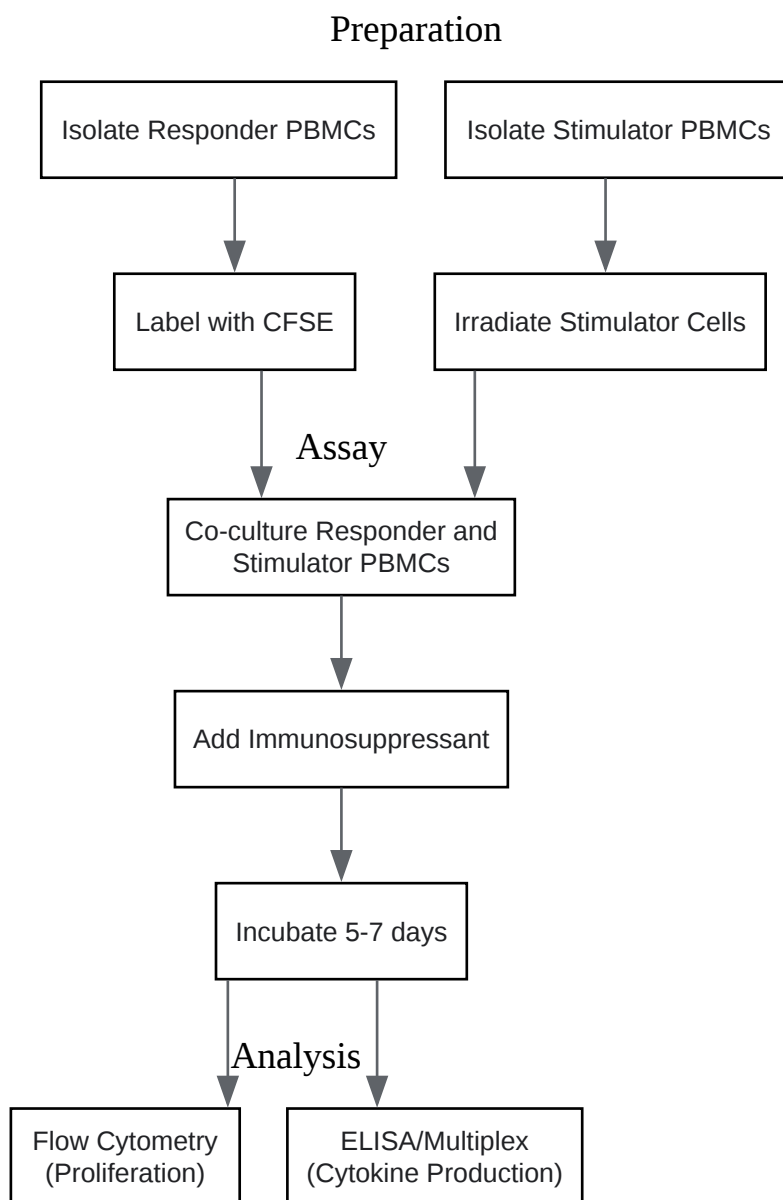 Preparation
Isolate Responder PBMCs
Isolate Stimulator PBMCs
Label with CFSE
Irradiate Stimulator Cells
Assay
Co-culture Responder and
Stimulator PBMCs
Add Immunosuppressant
Incubate 5-7 days
Analysis
Flow Cytometry
(Proliferation)
ELISA/Multiplex
(Cytokine Production)